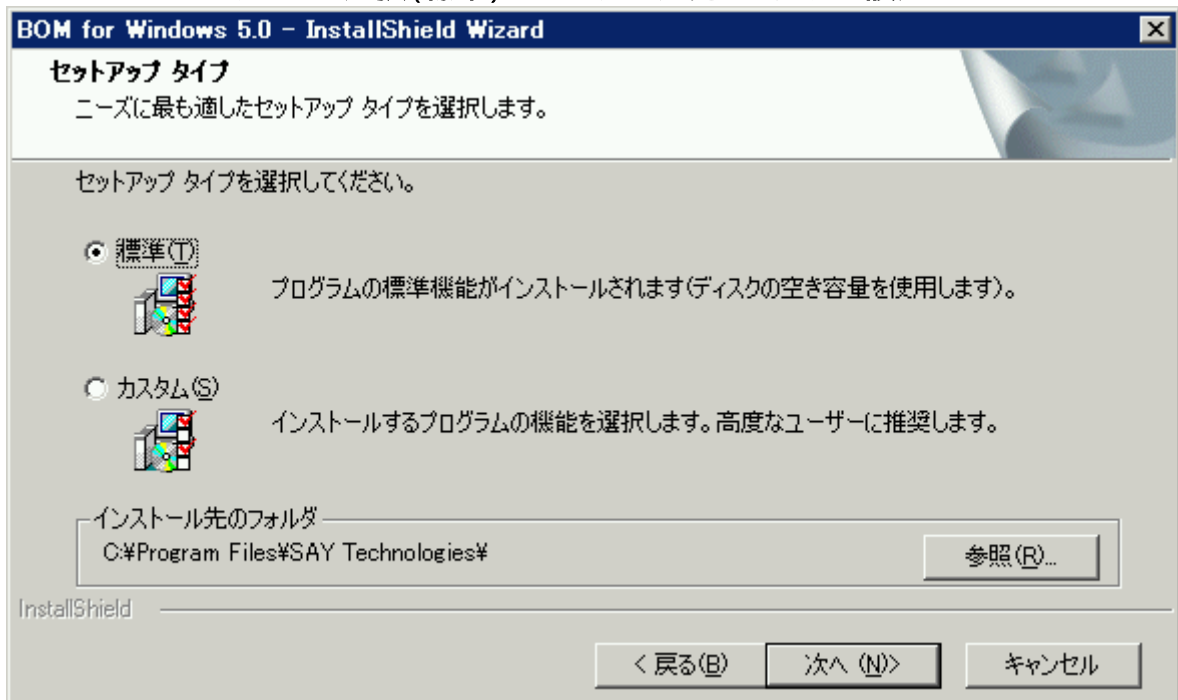 BOM for Windows 5.0 - InstallShield Wizard
セットアップ タイプ
ニーズに最も適したセットアップ タイプを選択します。
セットアップ タイプを選択してください。
標準(T)
プログラムの標準機能がインストールされます(ディスクの空き容量を使用します)。
カスタム(S)
インストールするプログラムの機能を選択します。高度なユーザーに推奨します。
インストール先のフォルダ
C:¥Program Files¥SAY Technologies¥
参照(R)...
InstallShield
< 戻る(B)
次へ (N)>
キャンセル